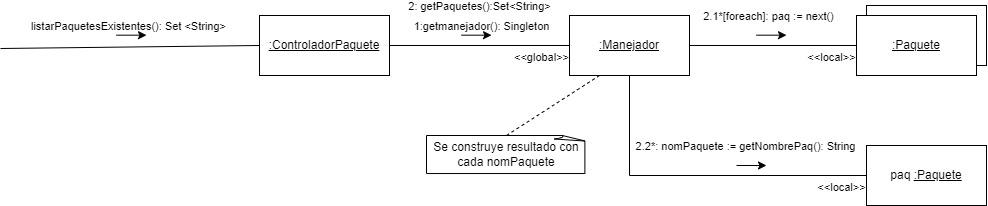 listarPaquetesExistentes(): Set <String>
:ControladorPaquete
2: getPaquetes():Set<String>
1:getmanejador(): Singleton
<<global>>
:Manejador
2.1*[foreach]: paq := next()
<<local>>
:Paquete
Se construye resultado con
cada nomPaquete
2.2*: nomPaquete := getNombrePaq(): String
<<local>>
paq :Paquete